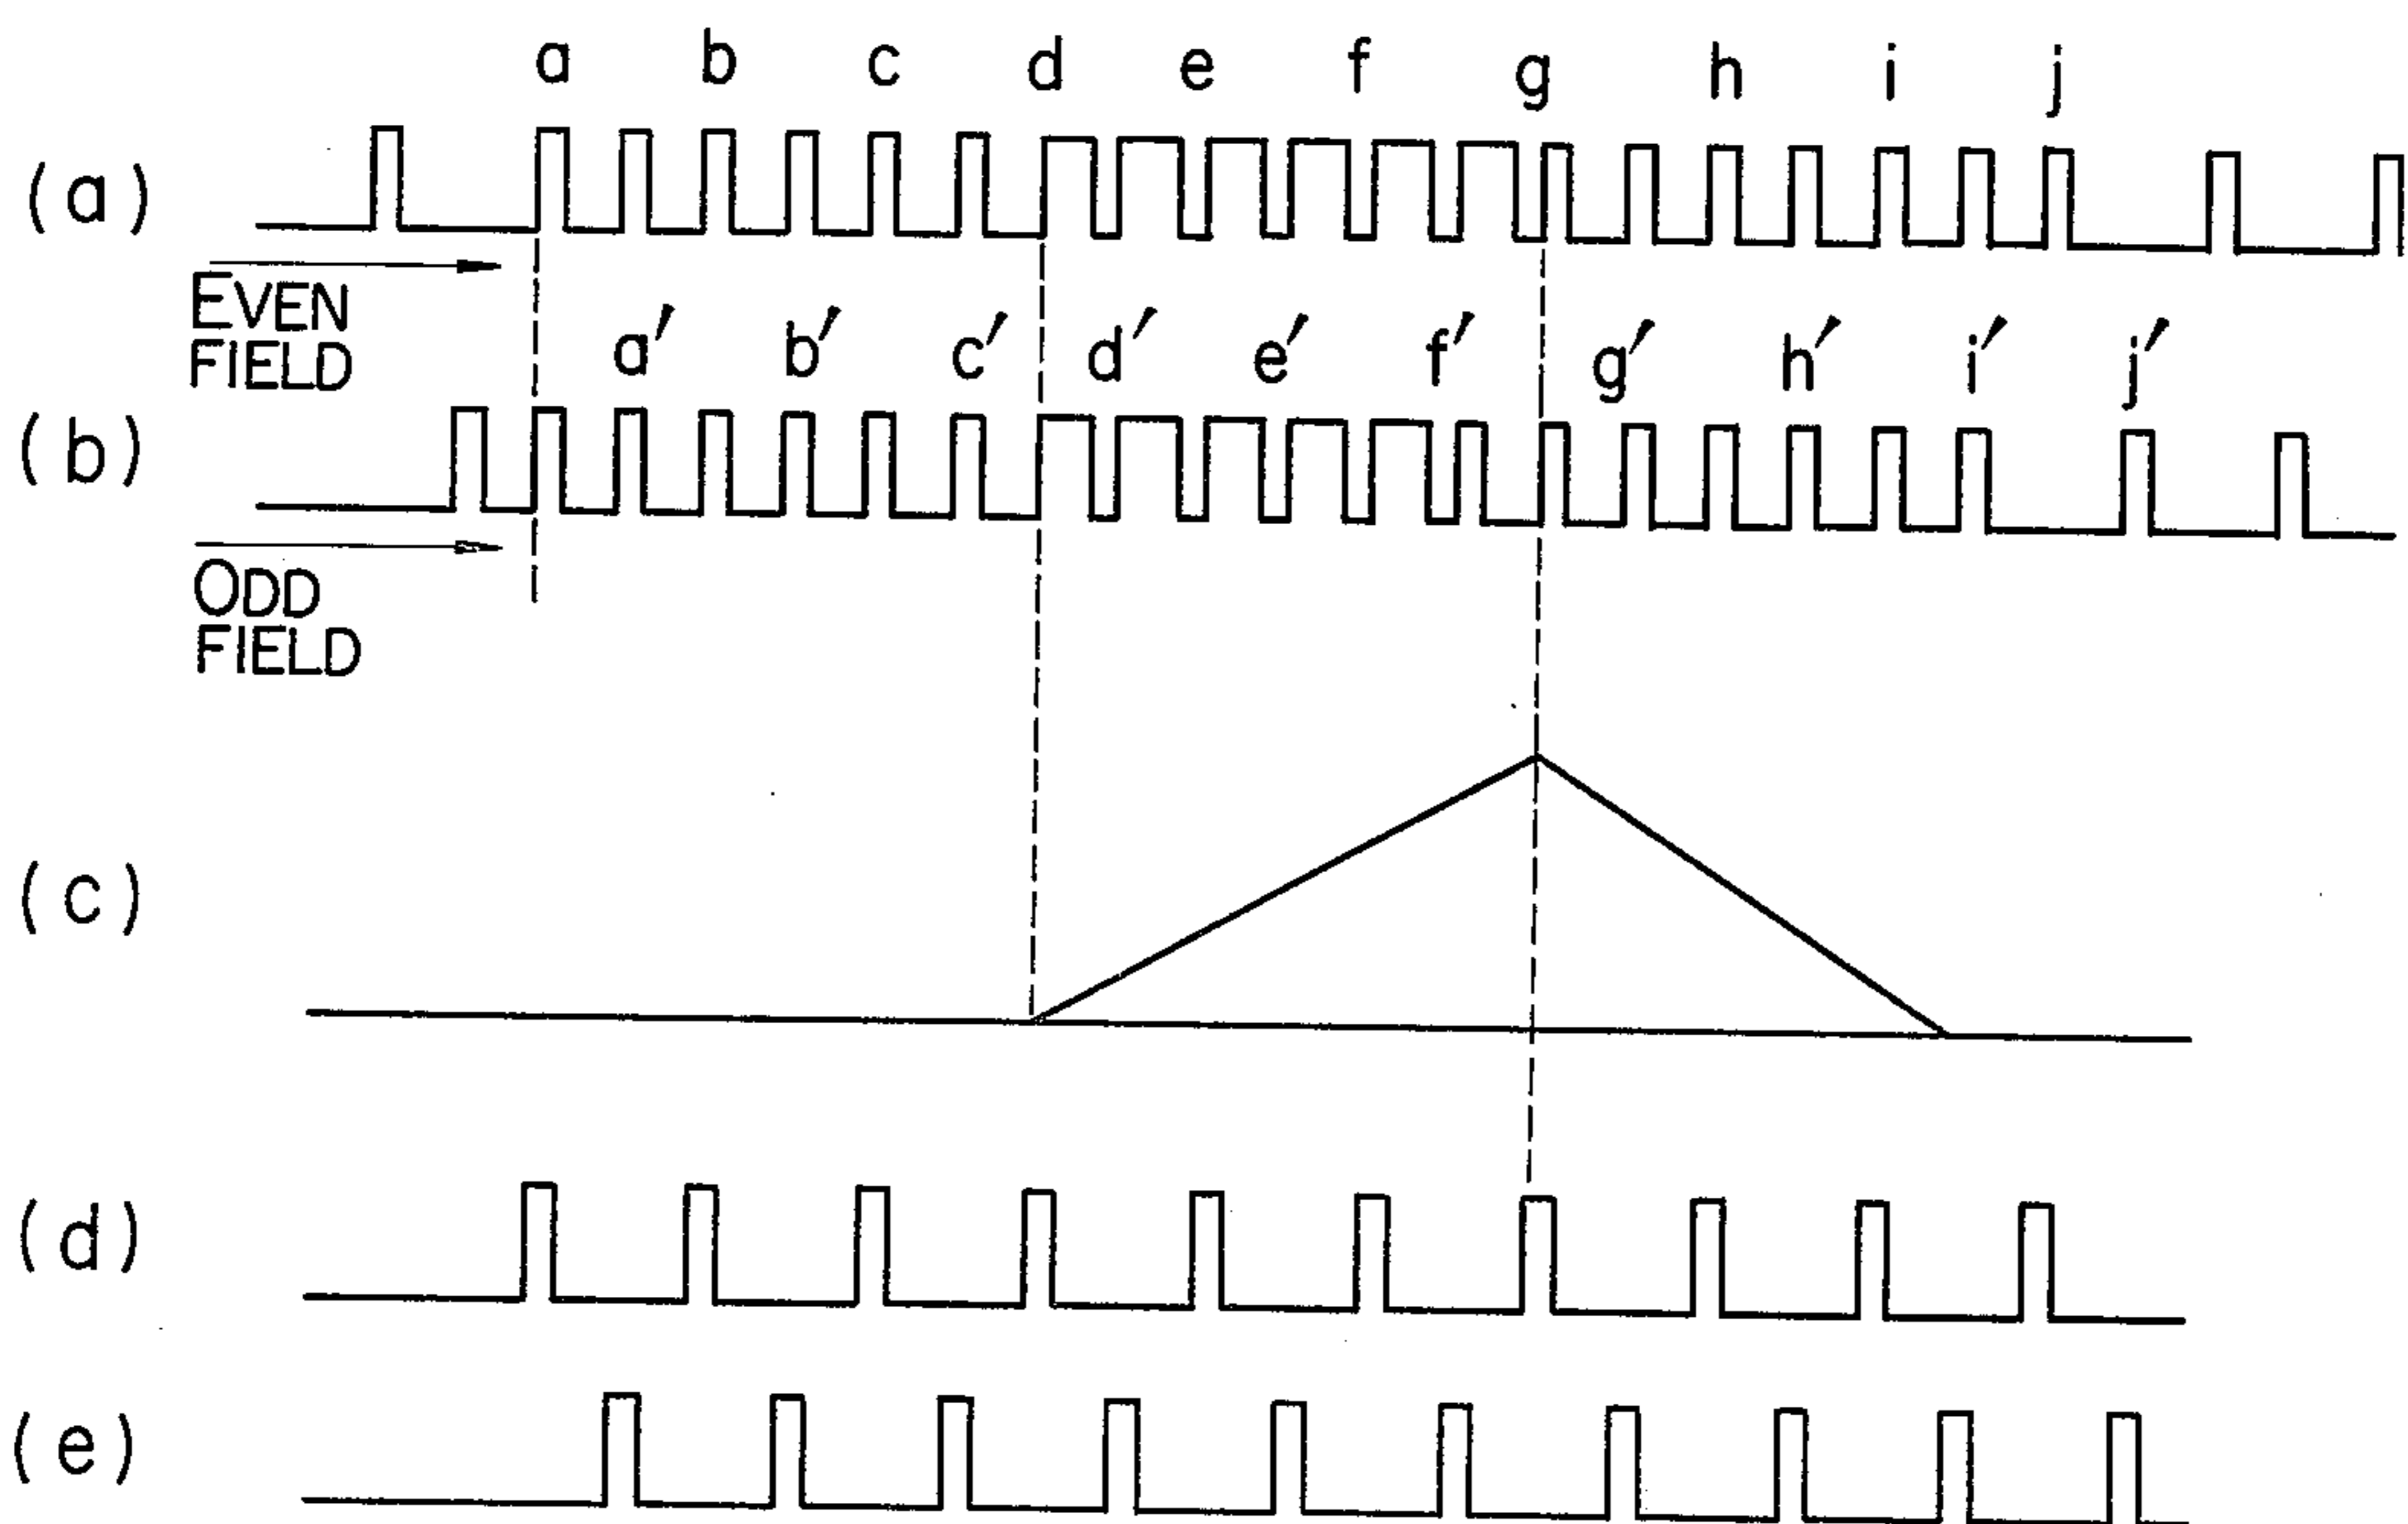 a b c d e f g h i j
(a)
EVEN
FIELD
a′ b′ c′ d′ e′ f′ g′ h′ i′ j′
(b)
ODD
FIELD
(c)
(d)
(e)